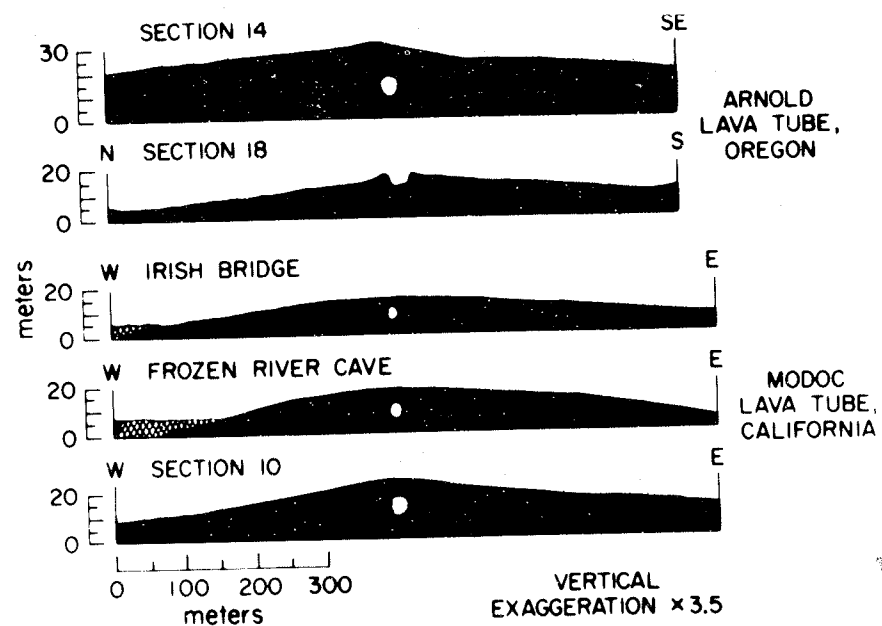 SECTION 14
SE
30
0
ARNOLD
LAVA TUBE,
OREGON
N SECTION 18
S
20
0
meters
W IRISH BRIDGE
E
20
0
W FROZEN RIVER CAVE
E
20
0
MODOC
LAVA TUBE,
CALIFORNIA
W SECTION 10
E
20
0
0 100 200 300
meters
VERTICAL
EXAGGERATION ×3.5